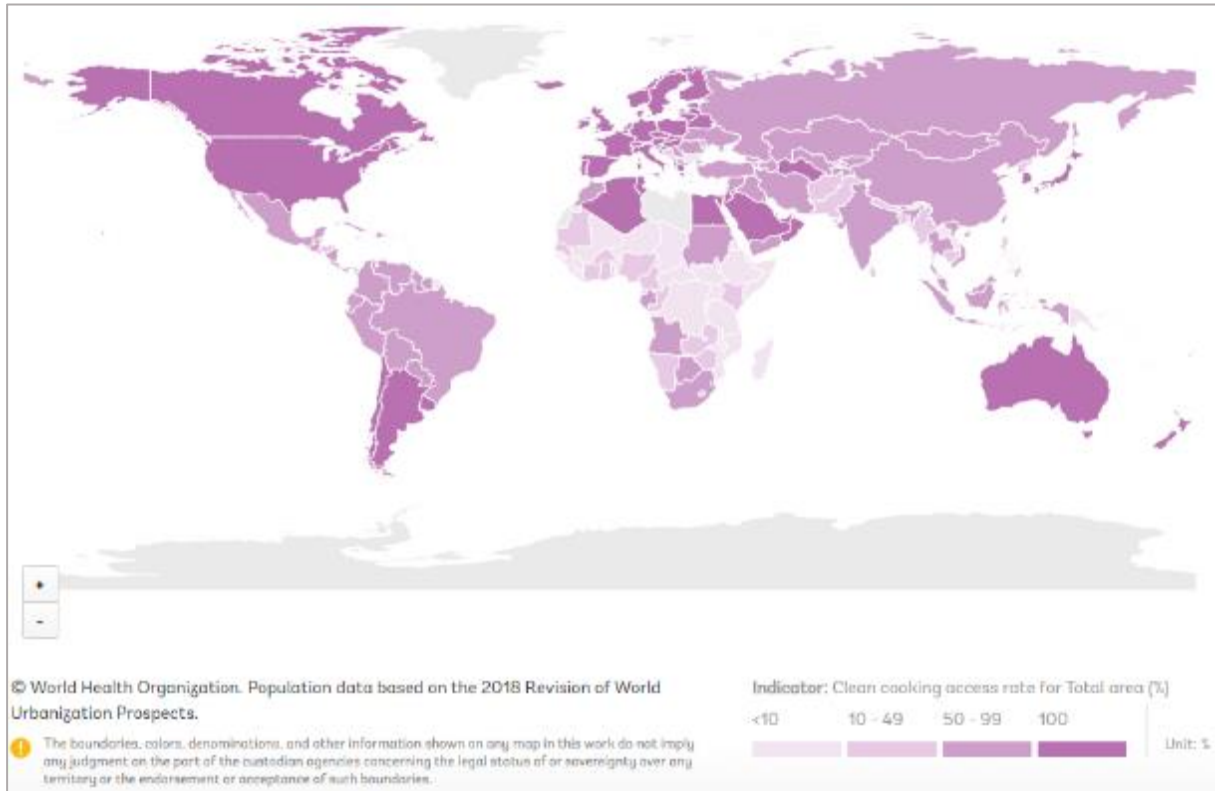 +
-
© World Health Organization. Population data based on the 2018 Revision of World
Urbanization Prospects.
! The boundaries, colors, denominations, and other information shown on any map in this work do not imply
any judgment on the part of the custodian agencies concerning the legal status of or sovereignty over any
territory or the endorsement or acceptance of such boundaries.
Indicator: Clean cooking access rate for Total area (%)
<10 10 - 49 50 - 99 100
Unit: %